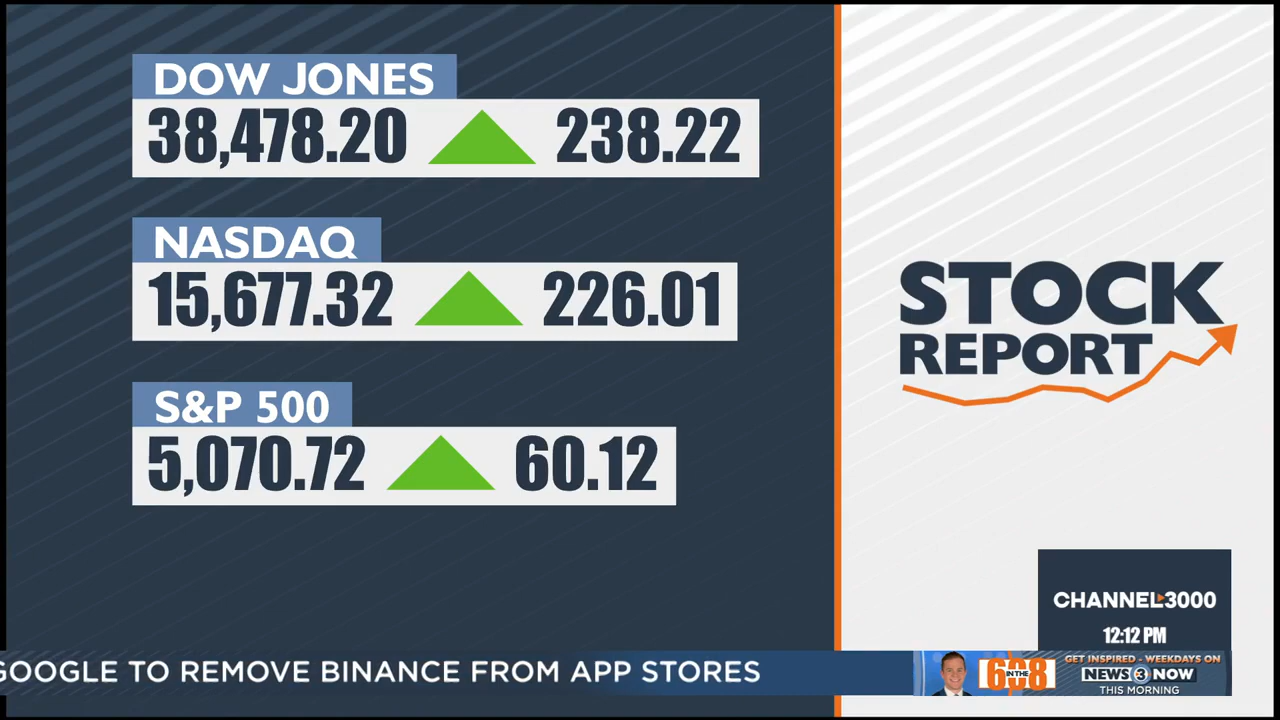 DOW JONES
38,478.20 238.22
NASDAQ
15,677.32 226.01
S&P 500
5,070.72 60.12
STOCK
REPORT
CHANNEL3000
12:12 PM
GOOGLE TO REMOVE BINANCE FROM APP STORES
608
IN THE
GET INSPIRED - WEEKDAYS ON
NEWS 3 NOW
THIS MORNING